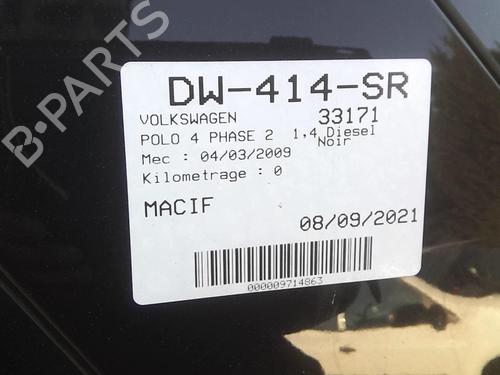 DW-414-SR
VOLKSWAGEN 33171
POLO 4 PHASE 2 1,4 Diesel
Noir
Mec : 04/03/2009
Kilometrage : 0
MACIF
08/09/2021
000009714863